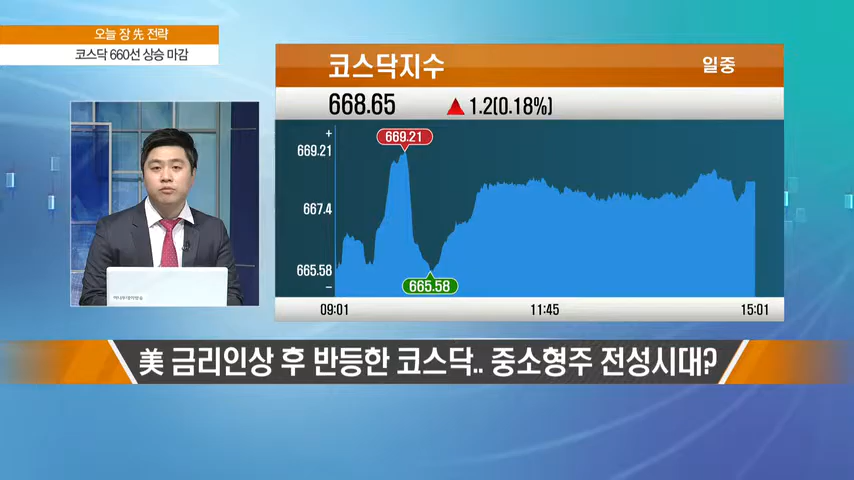 오늘 장 先 전략
코스닥 660선 상승 마감
코스닥지수
일중
668.65 ▲ 1.2(0.18%)
+
669.21
669.21
667.4
665.58
665.58
−
09:01 11:45 15:01
美 금리인상 후 반등한 코스닥.. 중소형주 전성시대?